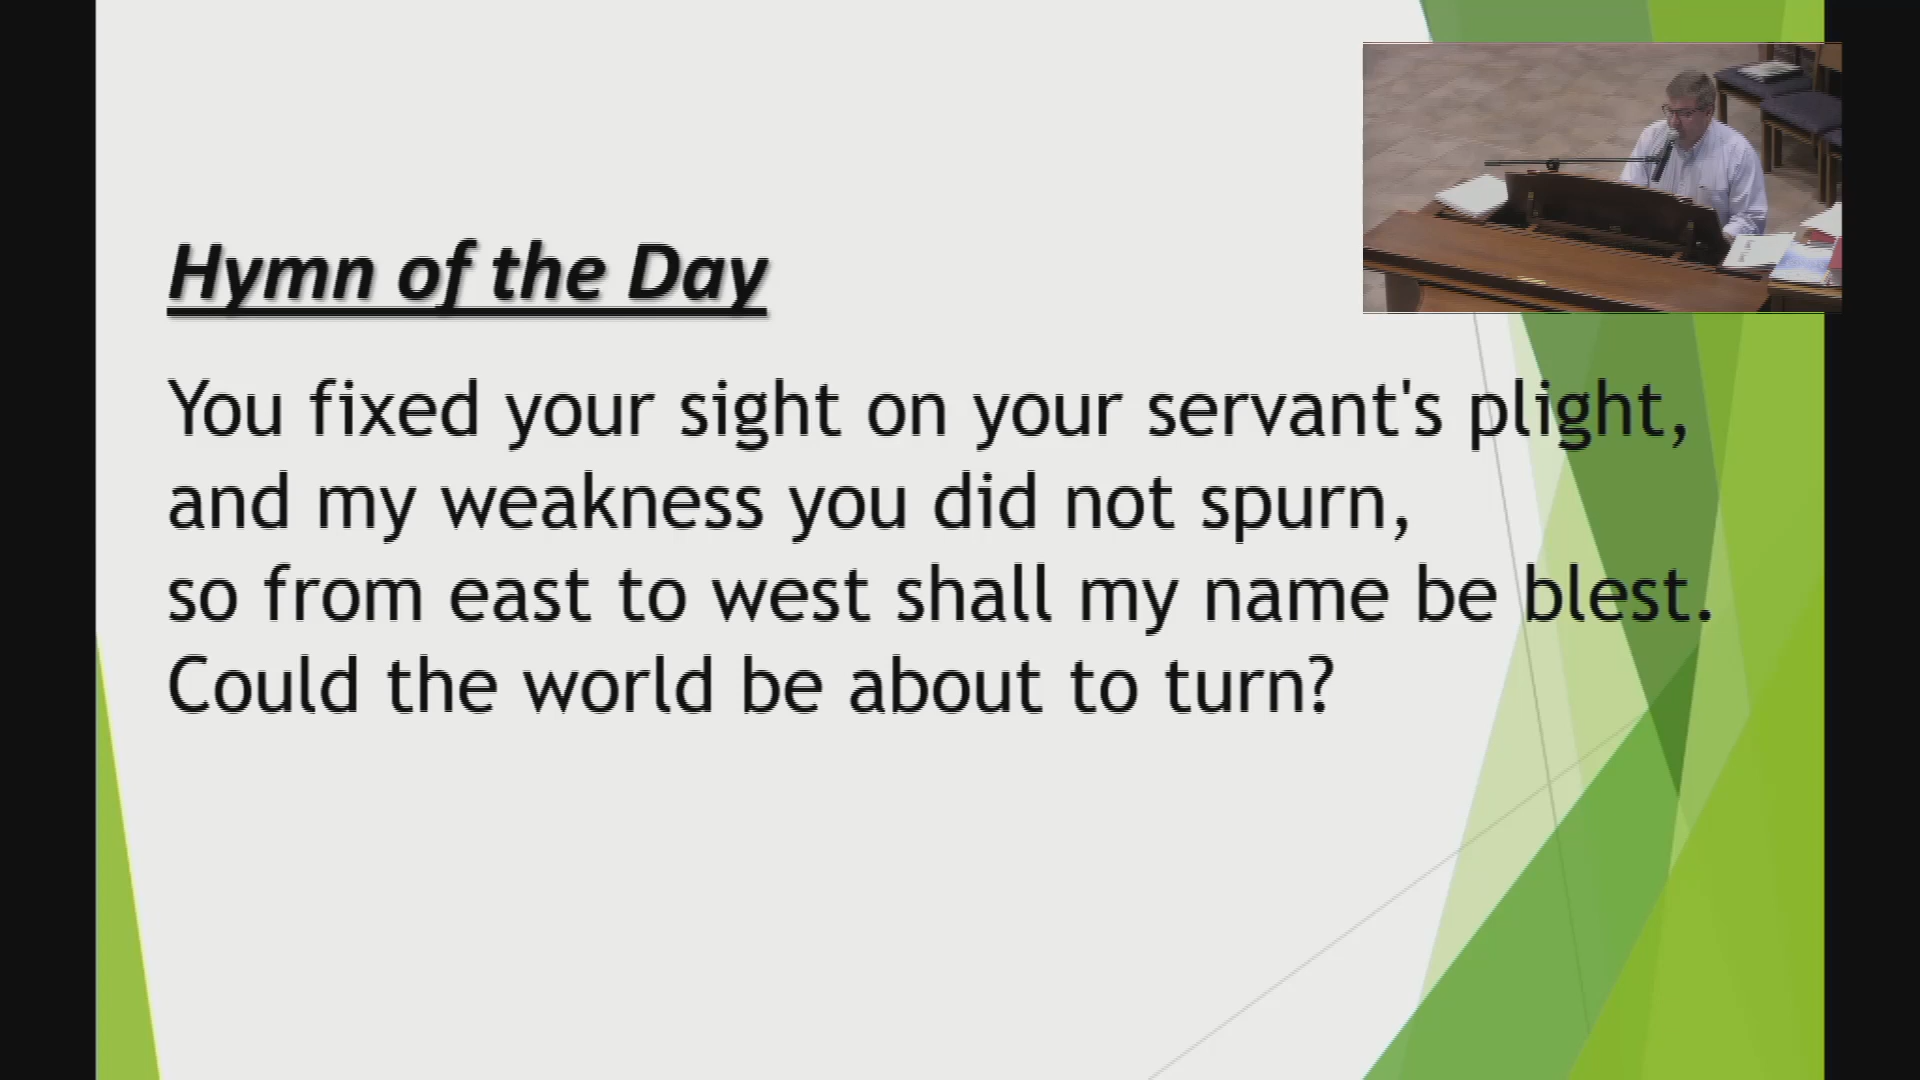 Hymn of the Day
You fixed your sight on your servant's plight,
and my weakness you did not spurn,
so from east to west shall my name be blest.
Could the world be about to turn?